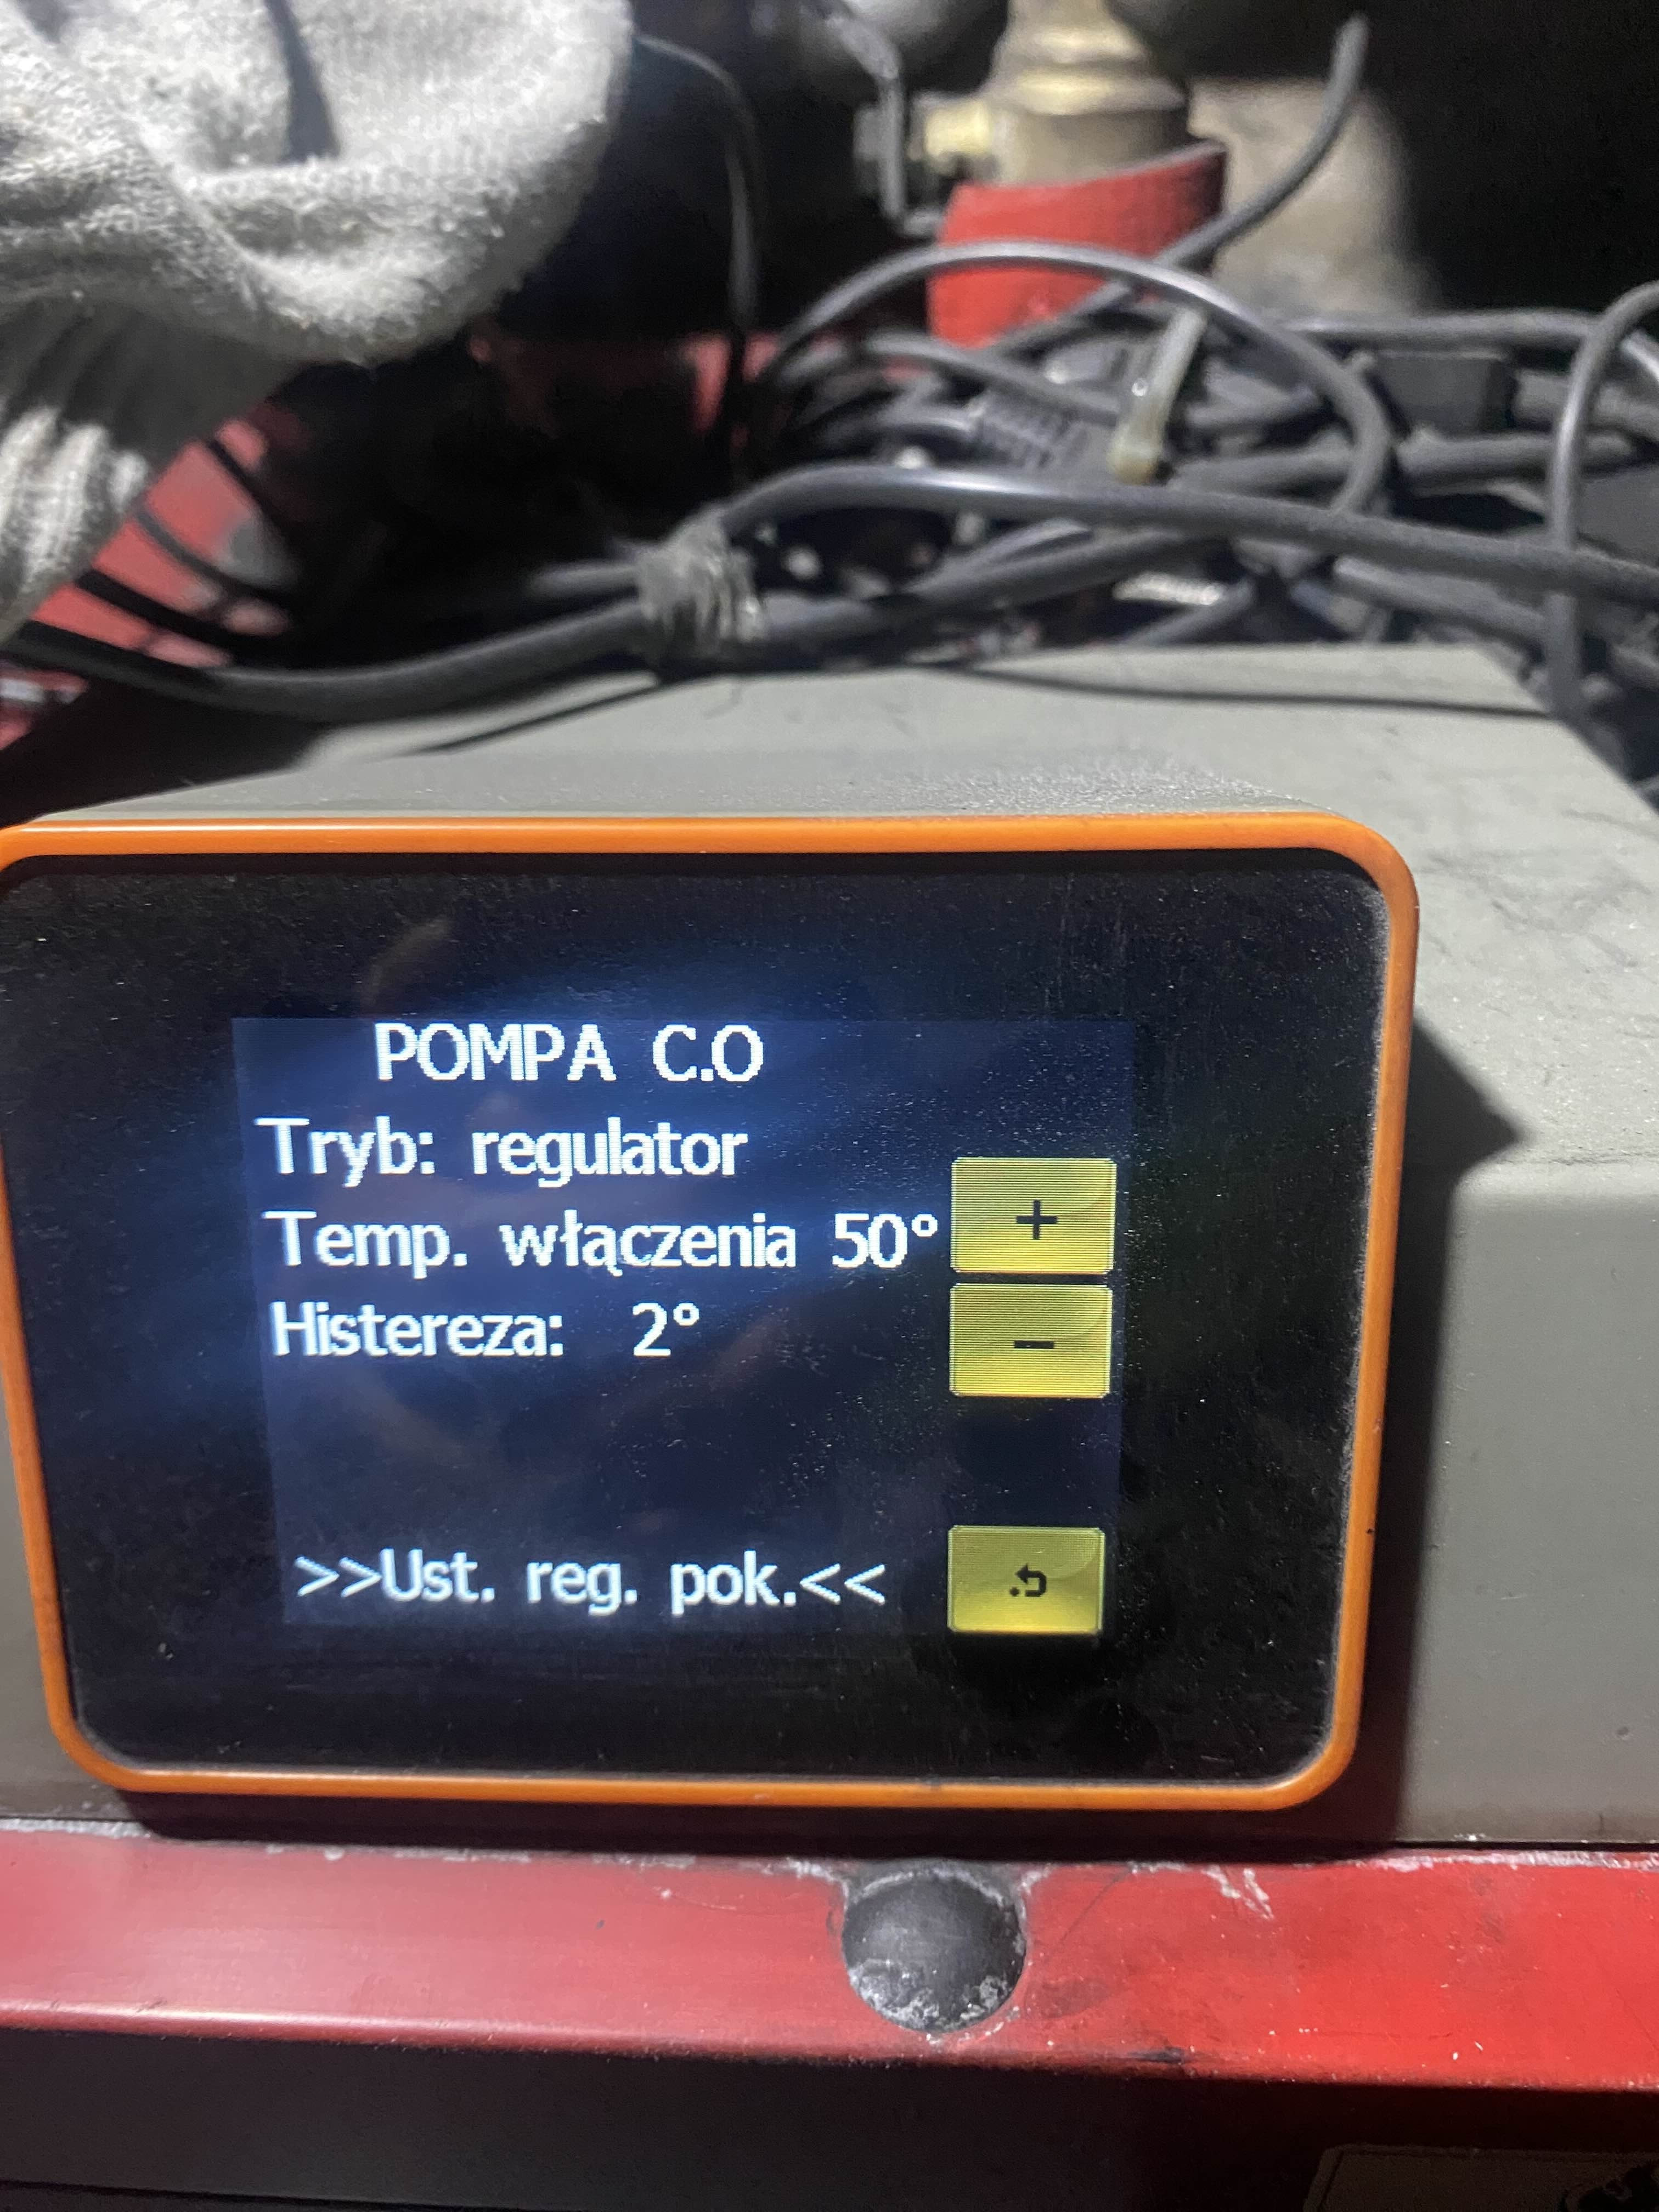 POMPA C.O
Tryb: regulator
Temp. włączenia 50°
+
Histereza: 2°
-
>>Ust. reg. pok.<<